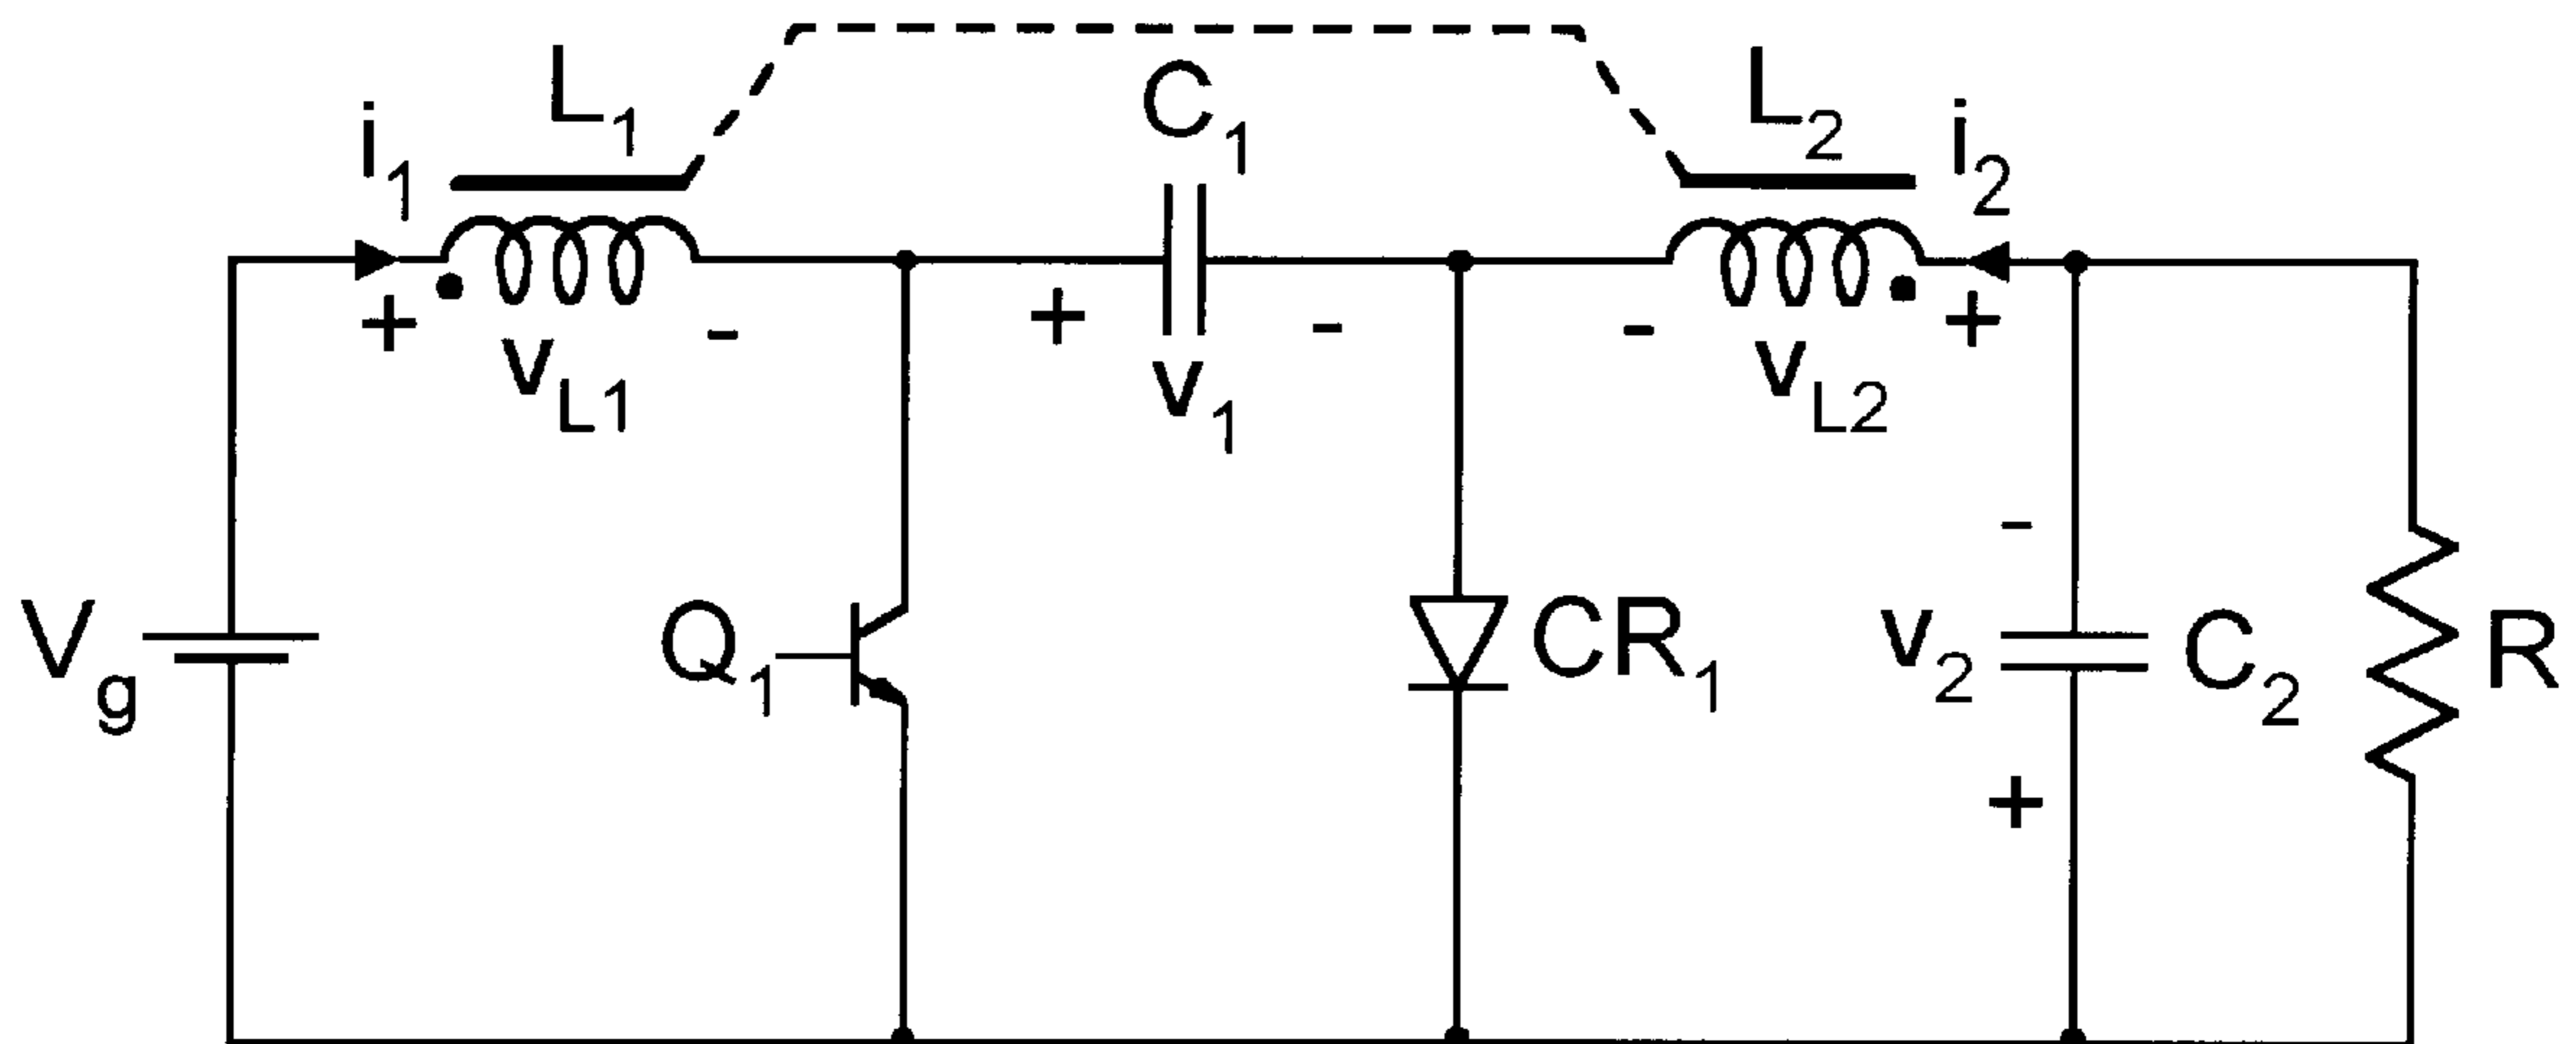 L1
C1
L2
i1
i2
+ vL1 -
+ v1 -
- vL2 +
-
Vg
Q1
CR1
v2
C2
R
+